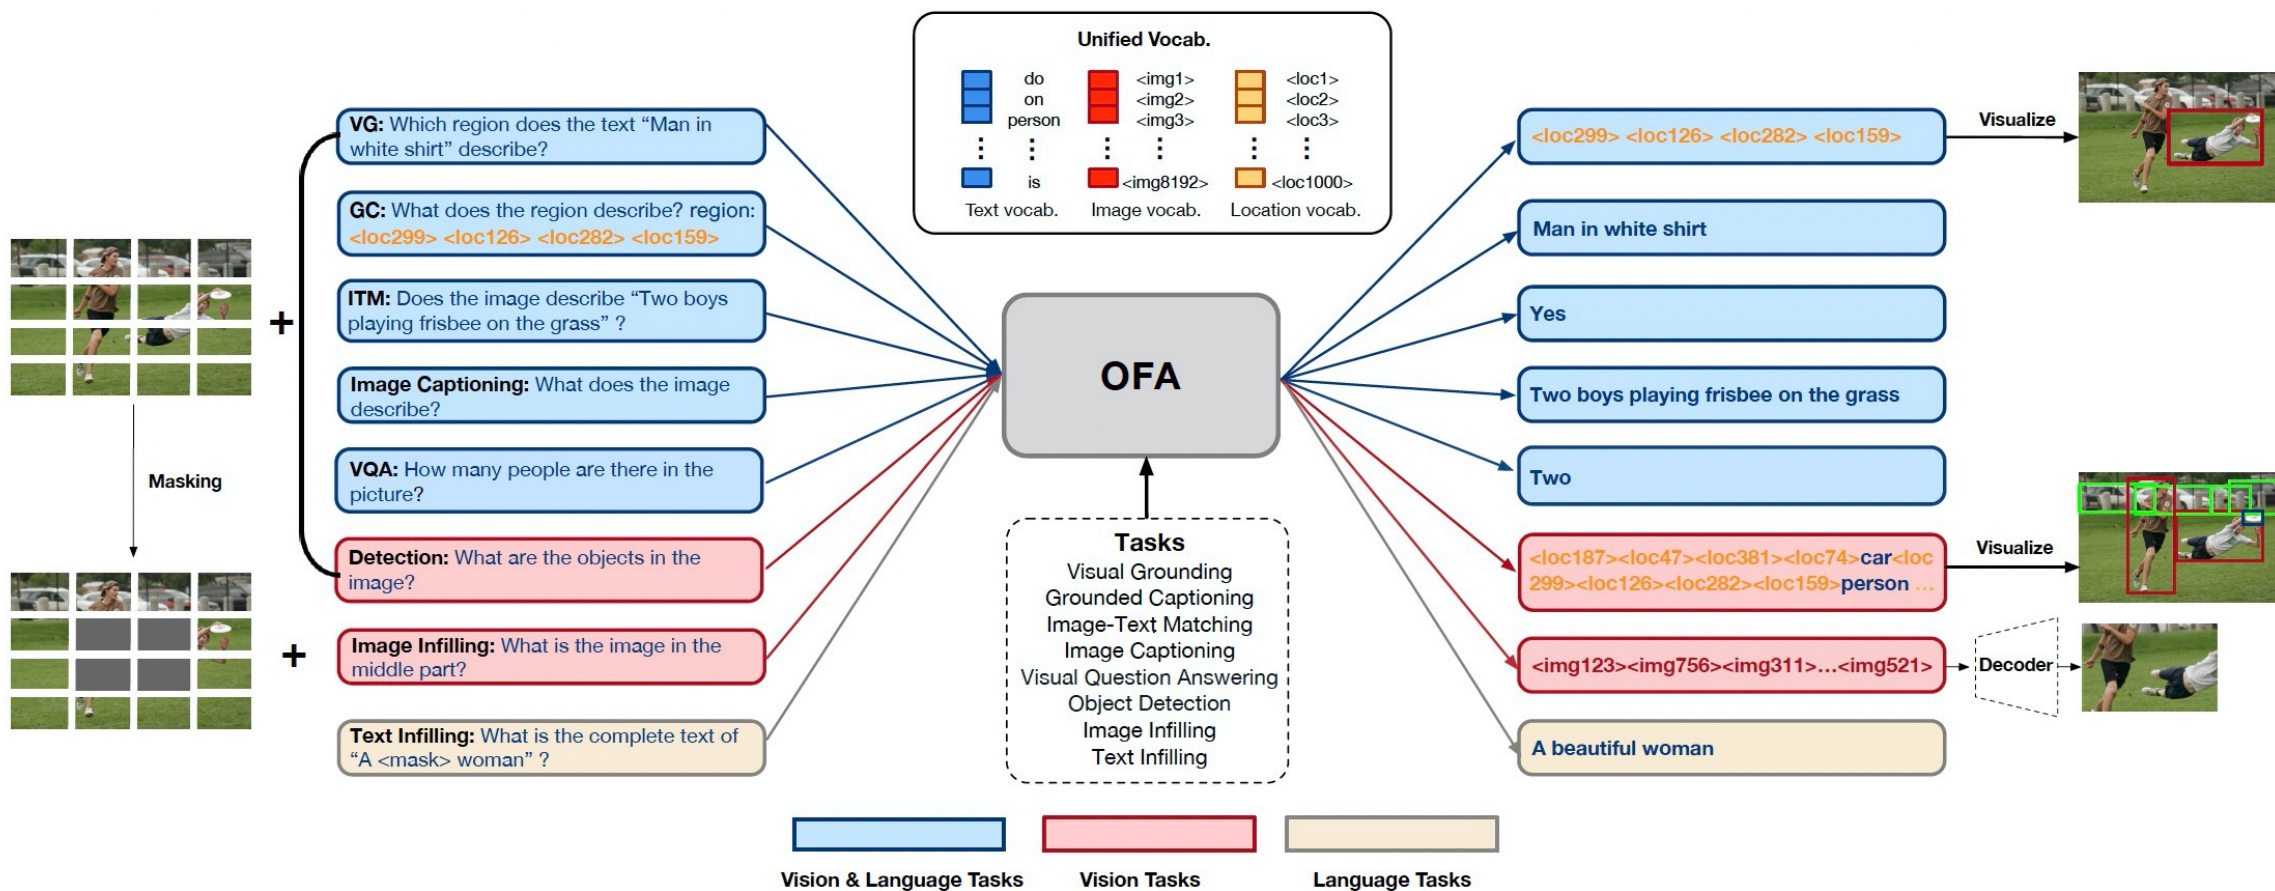 Unified Vocab.
do
on
person
is
Text vocab.
<img1>
<img2>
<img3>
<img8192>
Image vocab.
<loc1>
<loc2>
<loc3>
<loc1000>
Location vocab.
Masking
+
+
VG: Which region does the text “Man in
white shirt” describe?
GC: What does the region describe? region:
<loc299> <loc126> <loc282> <loc159>
ITM: Does the image describe “Two boys
playing frisbee on the grass” ?
Image Captioning: What does the image
describe?
VQA: How many people are there in the
picture?
Detection: What are the objects in the
image?
Image Infilling: What is the image in the
middle part?
Text Infilling: What is the complete text of
“A <mask> woman” ?
OFA
Tasks
Visual Grounding
Grounded Captioning
Image-Text Matching
Image Captioning
Visual Question Answering
Object Detection
Image Infilling
Text Infilling
<loc299> <loc126> <loc282> <loc159>
Visualize
Man in white shirt
Yes
Two boys playing frisbee on the grass
Two
<loc187><loc47><loc381><loc74>car<loc
299><loc126><loc282><loc159>person ...
Visualize
<img123><img756><img311>...<img521>
Decoder
A beautiful woman
Vision & Language Tasks
Vision Tasks
Language Tasks